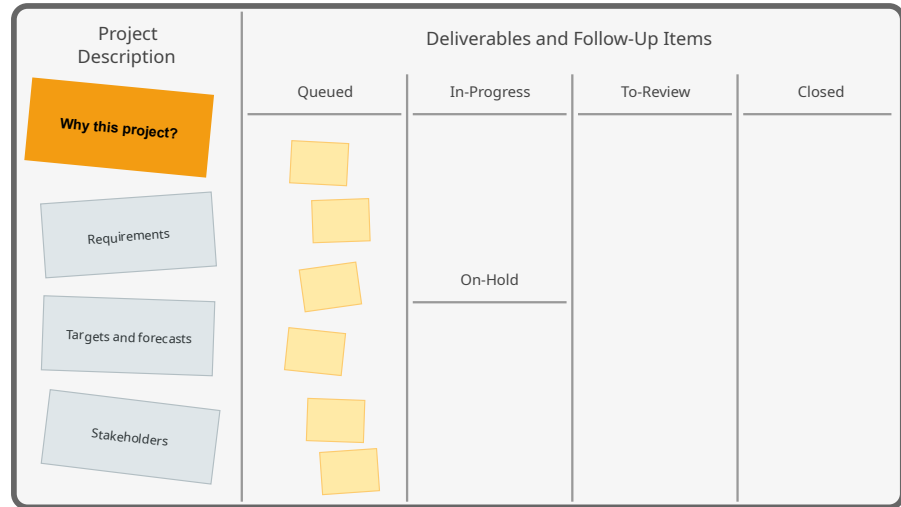 Project
Description
Deliverables and Follow-Up Items
Queued
In-Progress
To-Review
Closed
Why this project?
Requirements
On-Hold
Targets and forecasts
Stakeholders